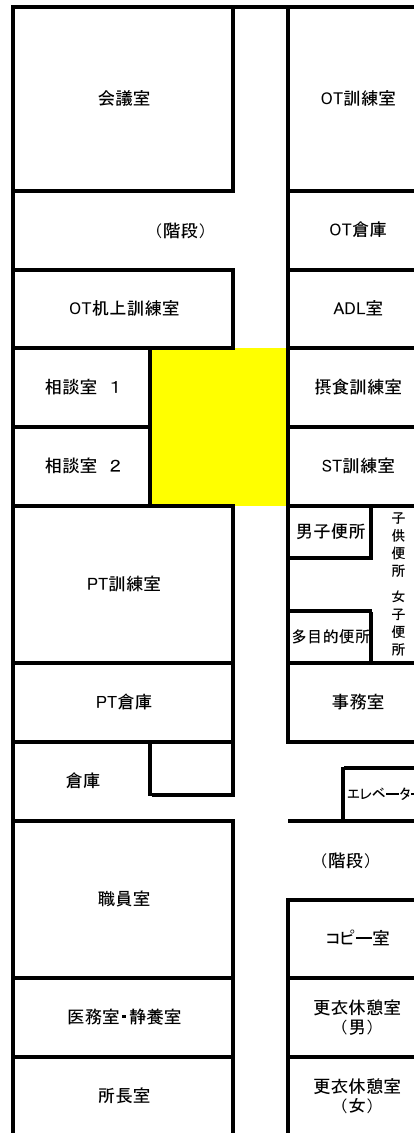 会議室
OT訓練室
（階段）
OT倉庫
OT机上訓練室
ADL室
相談室　1
摂食訓練室
相談室　2
ST訓練室
男子便所
子供便所
PT訓練室
女子便所
多目的便所
PT倉庫
事務室
倉庫
エレベーター
（階段）
職員室
コピー室
医務室・静養室
更衣休憩室
（男）
所長室
更衣休憩室
（女）